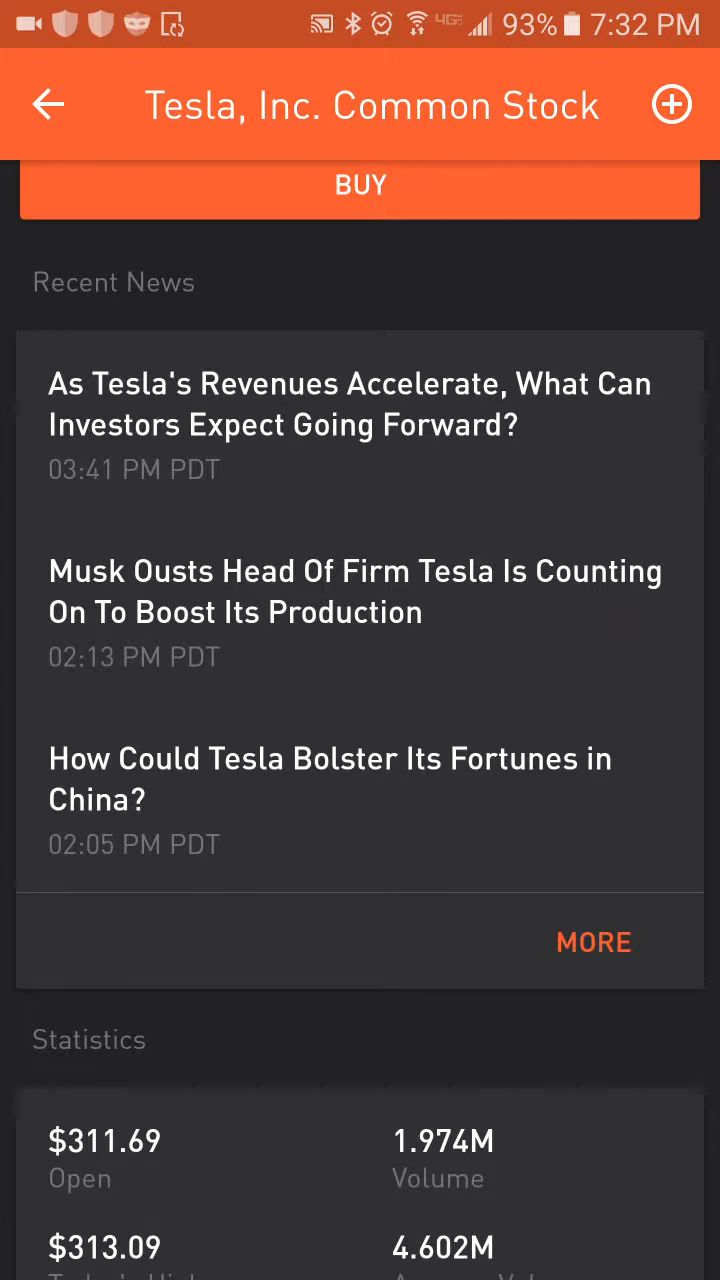 4G 93% 7:32 PM
Tesla, Inc. Common Stock
BUY
Recent News
As Tesla's Revenues Accelerate, What Can
Investors Expect Going Forward?
03:41 PM PDT
Musk Ousts Head Of Firm Tesla Is Counting
On To Boost Its Production
02:13 PM PDT
How Could Tesla Bolster Its Fortunes in
China?
02:05 PM PDT
MORE
Statistics
$311.69 1.974M
Open Volume
$313.09 4.602M